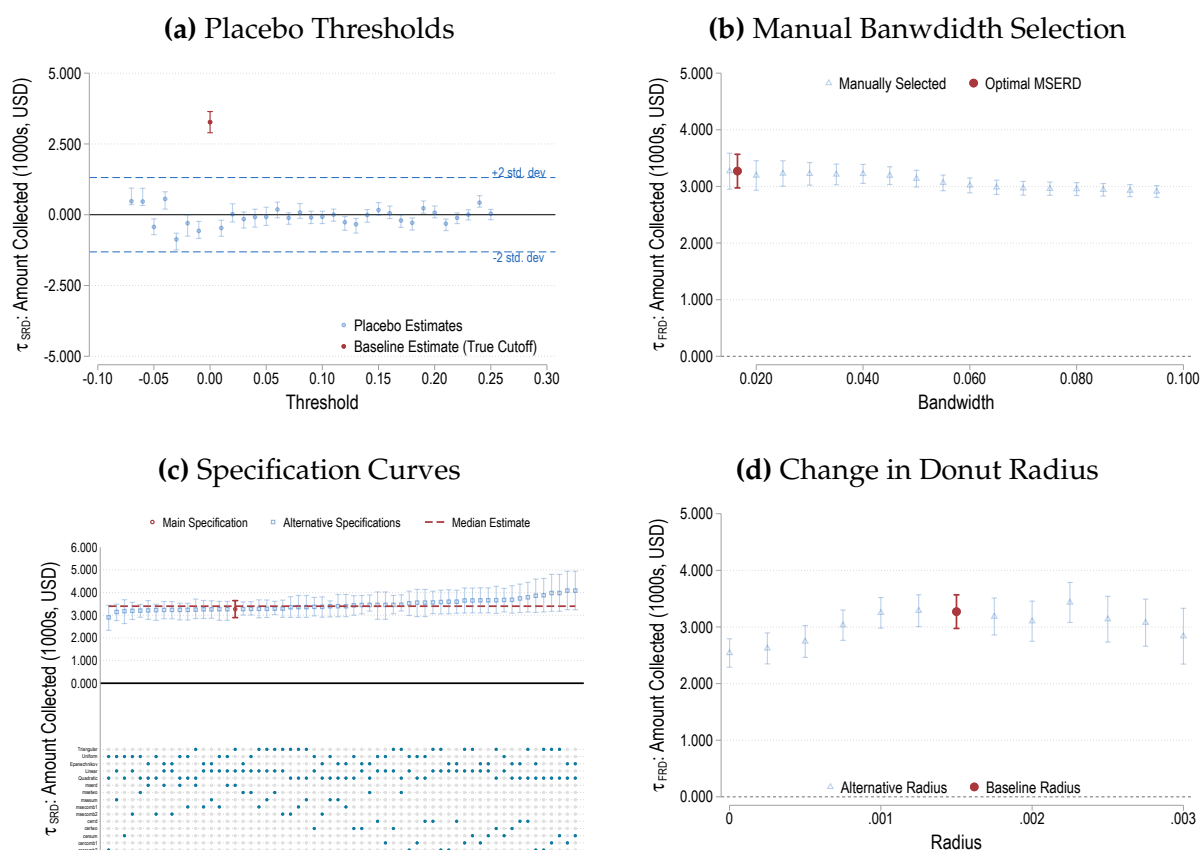 (a) Placebo Thresholds
τ SRD: Amount Collected (1000s, USD)
5.000
2.500
0.000
-2.500
-5.000
+2 std. dev
-2 std. dev
Placebo Estimates
Baseline Estimate (True Cutoff)
-0.10 -0.05 0.00 0.05 0.10 0.15 0.20 0.25 0.30
Threshold
(b) Manual Banwdidth Selection
τ FRD: Amount Collected (1000s, USD)
5.000
4.000
3.000
2.000
1.000
0.000
Manually Selected Optimal MSERD
0.020 0.040 0.060 0.080 0.100
Bandwidth
(c) Specification Curves
Main Specification Alternative Specifications Median Estimate
τ SRD: Amount Collected (1000s, USD)
6.000
5.000
4.000
3.000
2.000
1.000
0.000
Triangular
Uniform
Epanechnikov
Linear
Quadratic
mserd
msetwo
msesum
msecomb1
msecomb2
cerrd
certwo
cersum
cercomb1
(d) Change in Donut Radius
τ FRD: Amount Collected (1000s, USD)
5.000
4.000
3.000
2.000
1.000
0.000
Alternative Radius Baseline Radius
0 .001 .002 .003
Radius